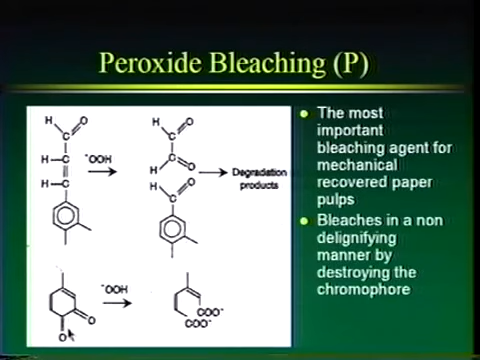 Peroxide Bleaching (P)
H O
C
H C
H C
⁻OOH
H O
C
C
H O
H O
C
Degradation
products
O
O
⁻OOH
COO⁻
COO⁻
The most
important
bleaching agent for
mechanical
recovered paper
pulps
Bleaches in a non
delignifying
manner by
destroying the
chromophore